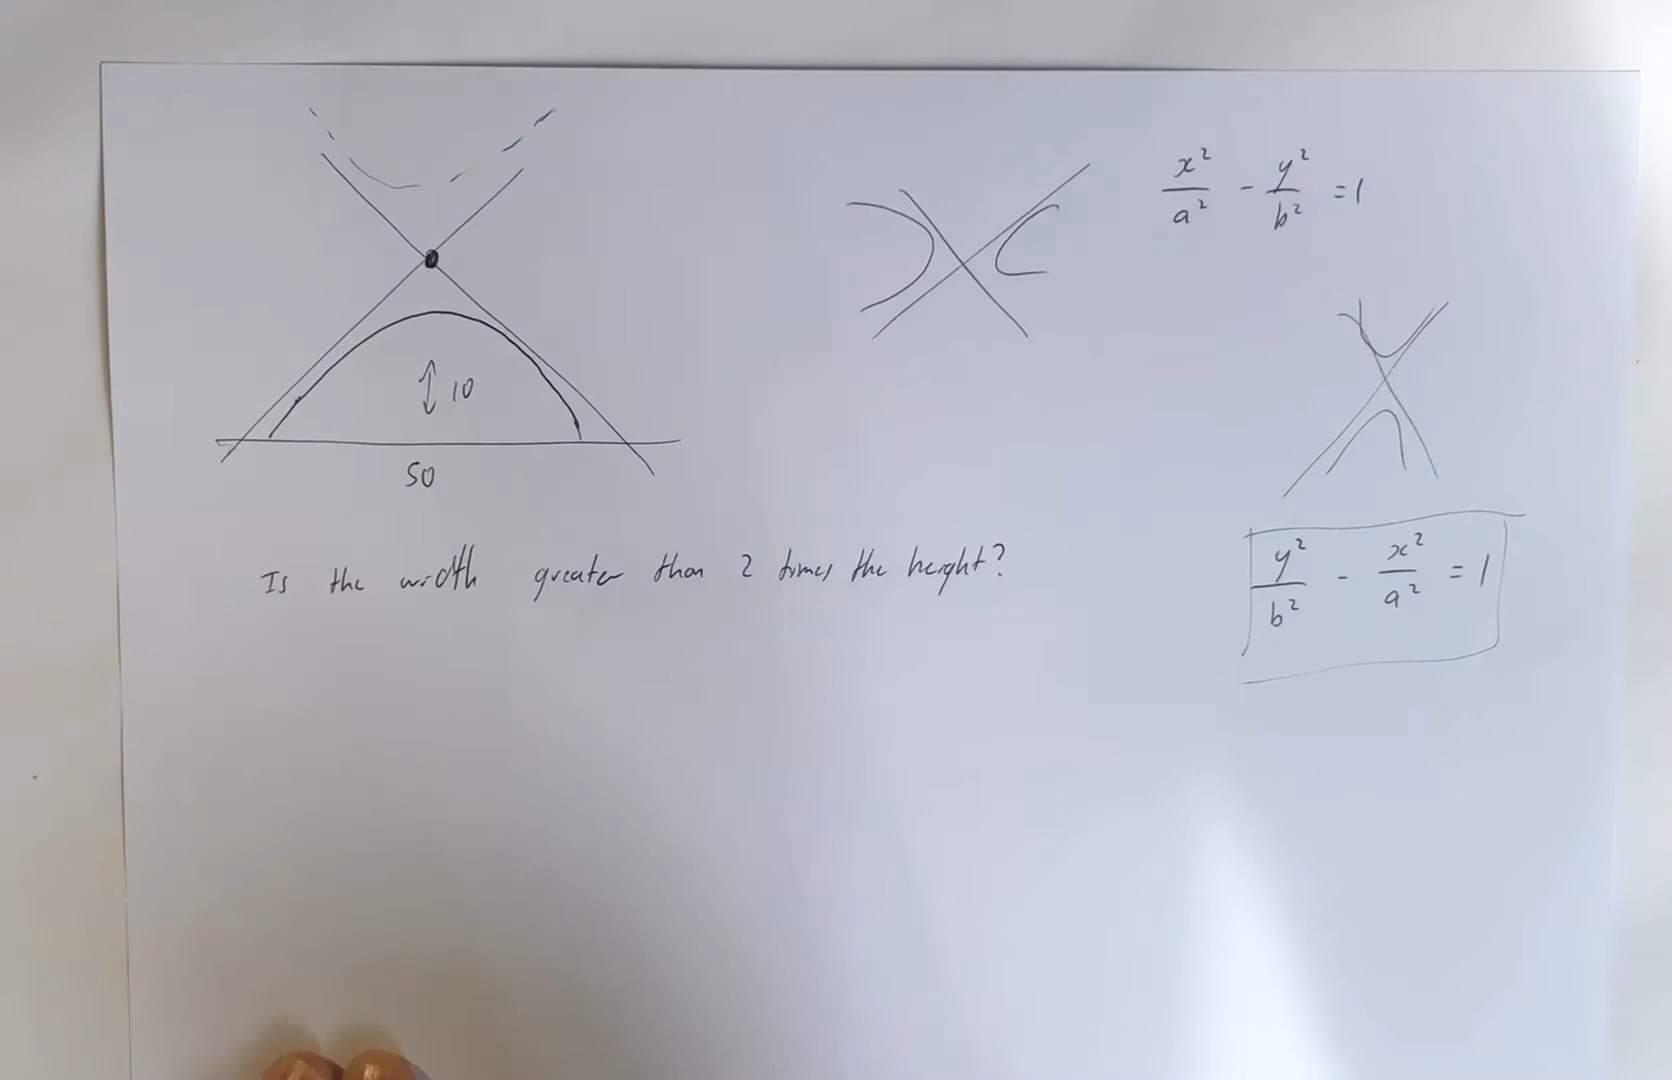 10
50
Is the width greater than 2 times the height?
x²/a² - y²/b² = 1
y²/b² - x²/a² = 1